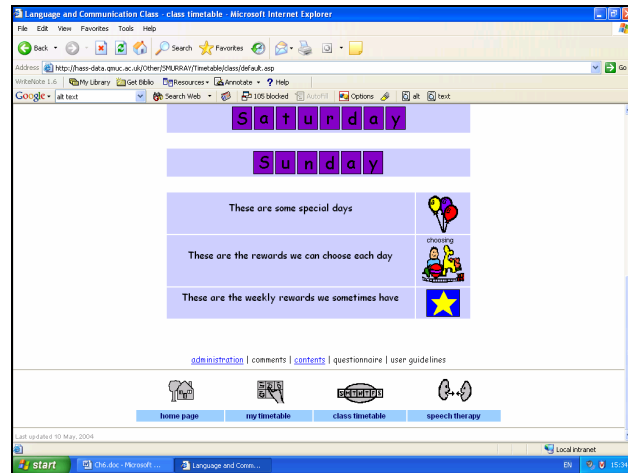 Language and Communication Class - class timetable - Microsoft Internet Explorer
File Edit View Favorites Tools Help
Back Search Favorites
Address http://hass-data.qmuc.ac.uk/Other/SMURRAY/Timetable/class/default.asp Go
WriteNote 1.6 My Library Get Biblio Resources Annotate ? Help
Google alt text Search Web 105 blocked AutoFill Options alt text
Saturday
Sunday
These are some special days
choosing
These are the rewards we can choose each day
These are the weekly rewards we sometimes have
administration | comments | contents | questionnaire | user guidelines
S M T W T F S
home page my timetable class timetable speech therapy
Last updated 10 May, 2004
Local intranet
start Ch6.doc - Microsoft ... Language and Comm... EN 15:34